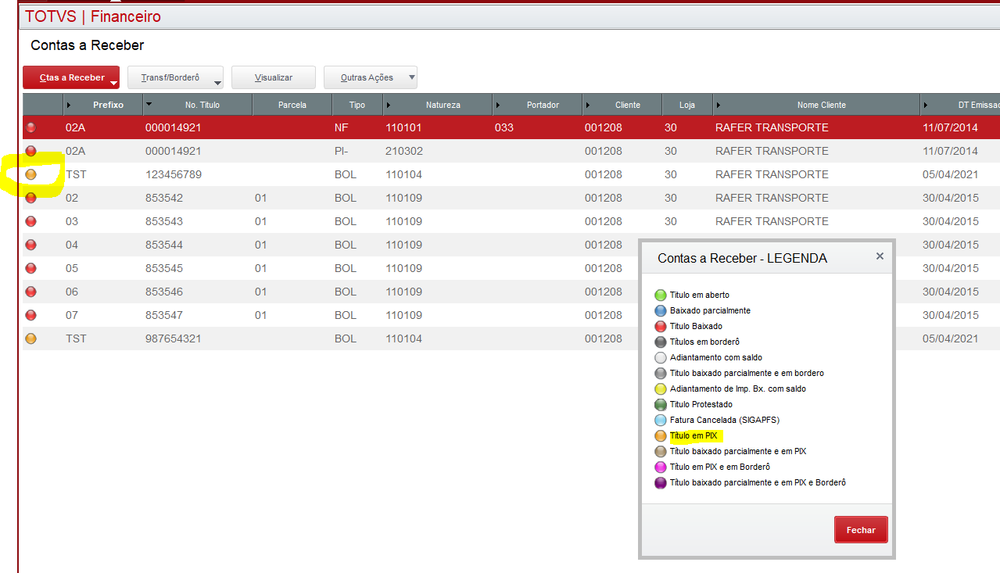 TOTVS | Financeiro
Contas a Receber
Ctas a Receber Transf/Borderô Visualizar Outras Ações
Prefixo No. Titulo Parcela Tipo Natureza Portador Cliente Loja Nome Cliente DT Emissac
02A 000014921 NF 110101 033 001208 30 RAFER TRANSPORTE 11/07/2014
02A 000014921 PI- 210302 001208 30 RAFER TRANSPORTE 11/07/2014
TST 123456789 BOL 110104 001208 30 RAFER TRANSPORTE 05/04/2021
02 853542 01 BOL 110109 001208 30 RAFER TRANSPORTE 30/04/2015
03 853543 01 BOL 110109 001208 30 RAFER TRANSPORTE 30/04/2015
04 853544 01 BOL 110109 001208 30/04/2015
05 853545 01 BOL 110109 001208 30/04/2015
06 853546 01 BOL 110109 001208 30/04/2015
07 853547 01 BOL 110109 001208 30/04/2015
TST 987654321 BOL 110104 001208 05/04/2021
Contas a Receber - LEGENDA ×
Título em aberto
Baixado parcialmente
Titulo Baixado
Títulos em borderô
Adiantamento com saldo
Titulo baixado parcialmente e em bordero
Adiantamento de Imp. Bx. com saldo
Titulo Protestado
Fatura Cancelada (SIGAPFS)
Título em PIX
Título baixado parcialmente e em PIX
Título em PIX e em Borderô
Título baixado parcialmente e em PIX e Borderô
Fechar